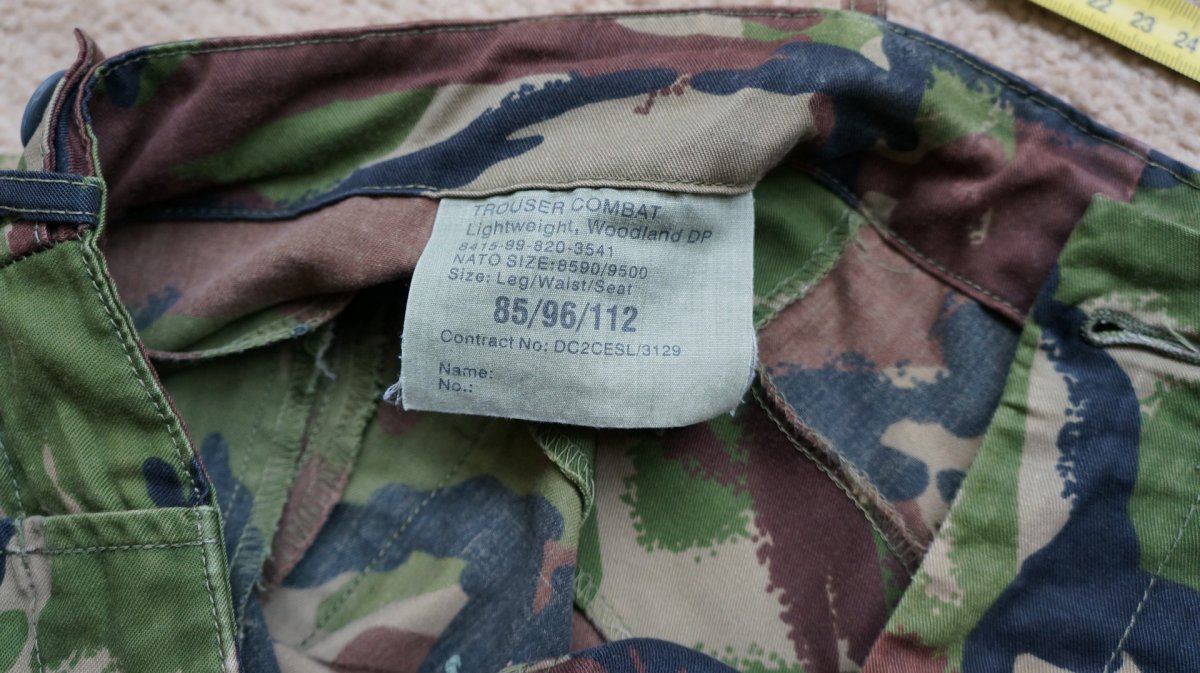 22 23 24
TROUSER COMBAT
Lightweight, Woodland DP
8415-99-820-3541
NATO SIZE:8590/9500
Size: Leg/Waist/Seat
85/96/112
Contract No: DC2CESL/3129
Name:
No.: